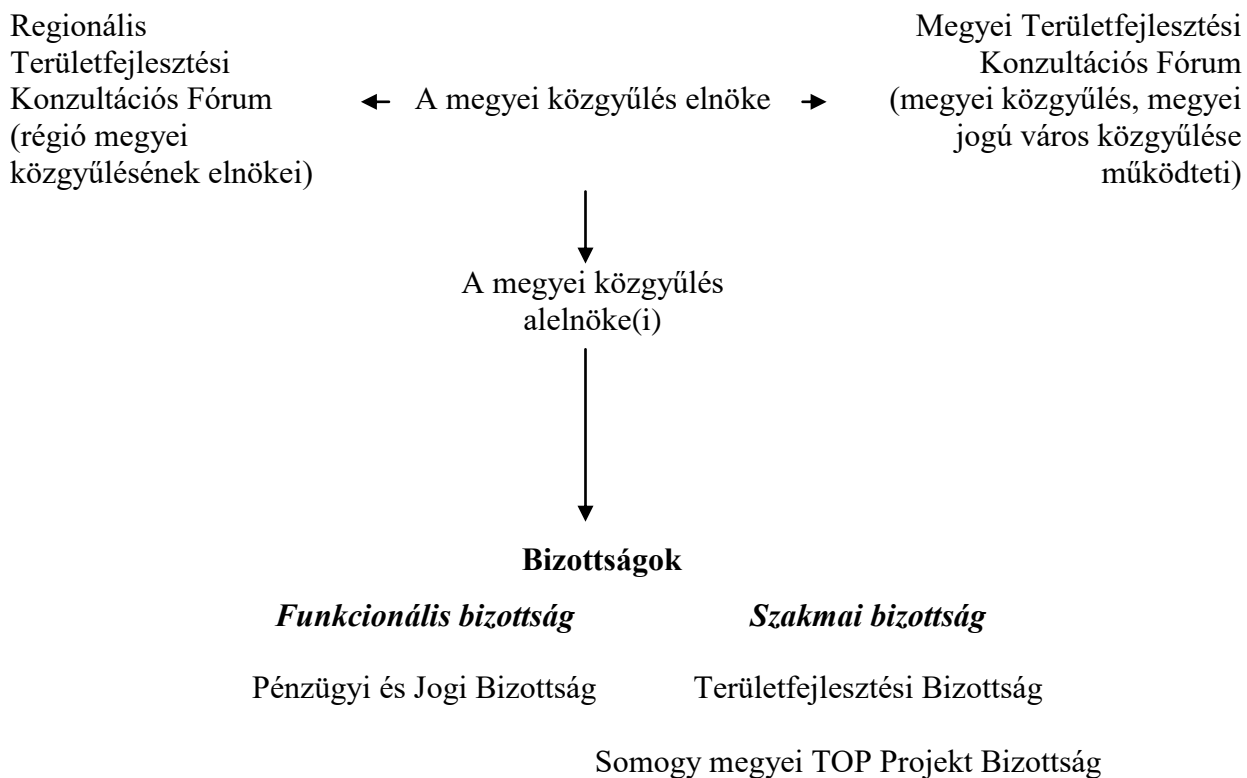 Regionális
Területfejlesztési
Konzultációs Fórum
(régió megyei
közgyűlésének elnökei)
A megyei közgyűlés elnöke
Megyei Területfejlesztési
Konzultációs Fórum
(megyei közgyűlés, megyei
jogú város közgyűlése
működteti)
A megyei közgyűlés
alelnöke(i)
Bizottságok
Funkcionális bizottság
Szakmai bizottság
Pénzügyi és Jogi Bizottság
Területfejlesztési Bizottság
Somogy megyei TOP Projekt Bizottság